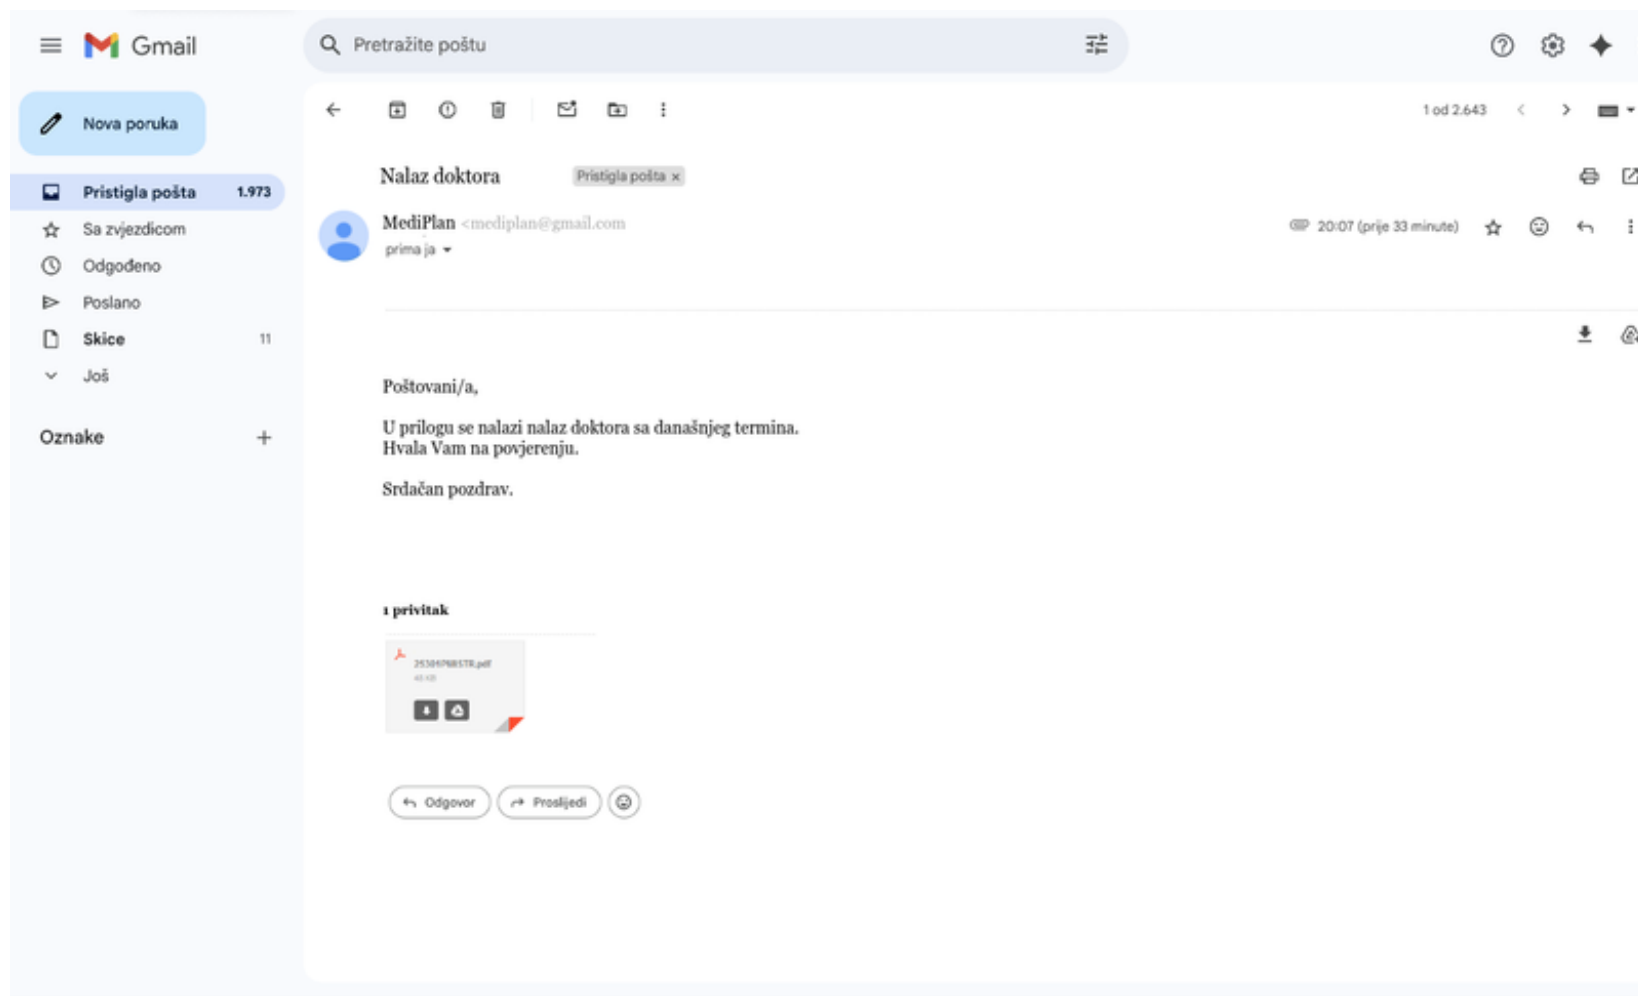 Gmail
Pretražite poštu
Nova poruka
1 od 2.643
Pristigla pošta 1.973
Sa zvjezdicom
Odgođeno
Poslano
Skice 11
Još
Oznake
Nalaz doktora Pristigla pošta x
MediPlan <mediplan@gmail.com
20:07 (prije 33 minute)
prima ja
Poštovani/a,
U prilogu se nalazi nalaz doktora sa današnjeg termina.
Hvala Vam na povjerenju.
Srdačan pozdrav.
1 privitak
Odgovor
Proslijedi